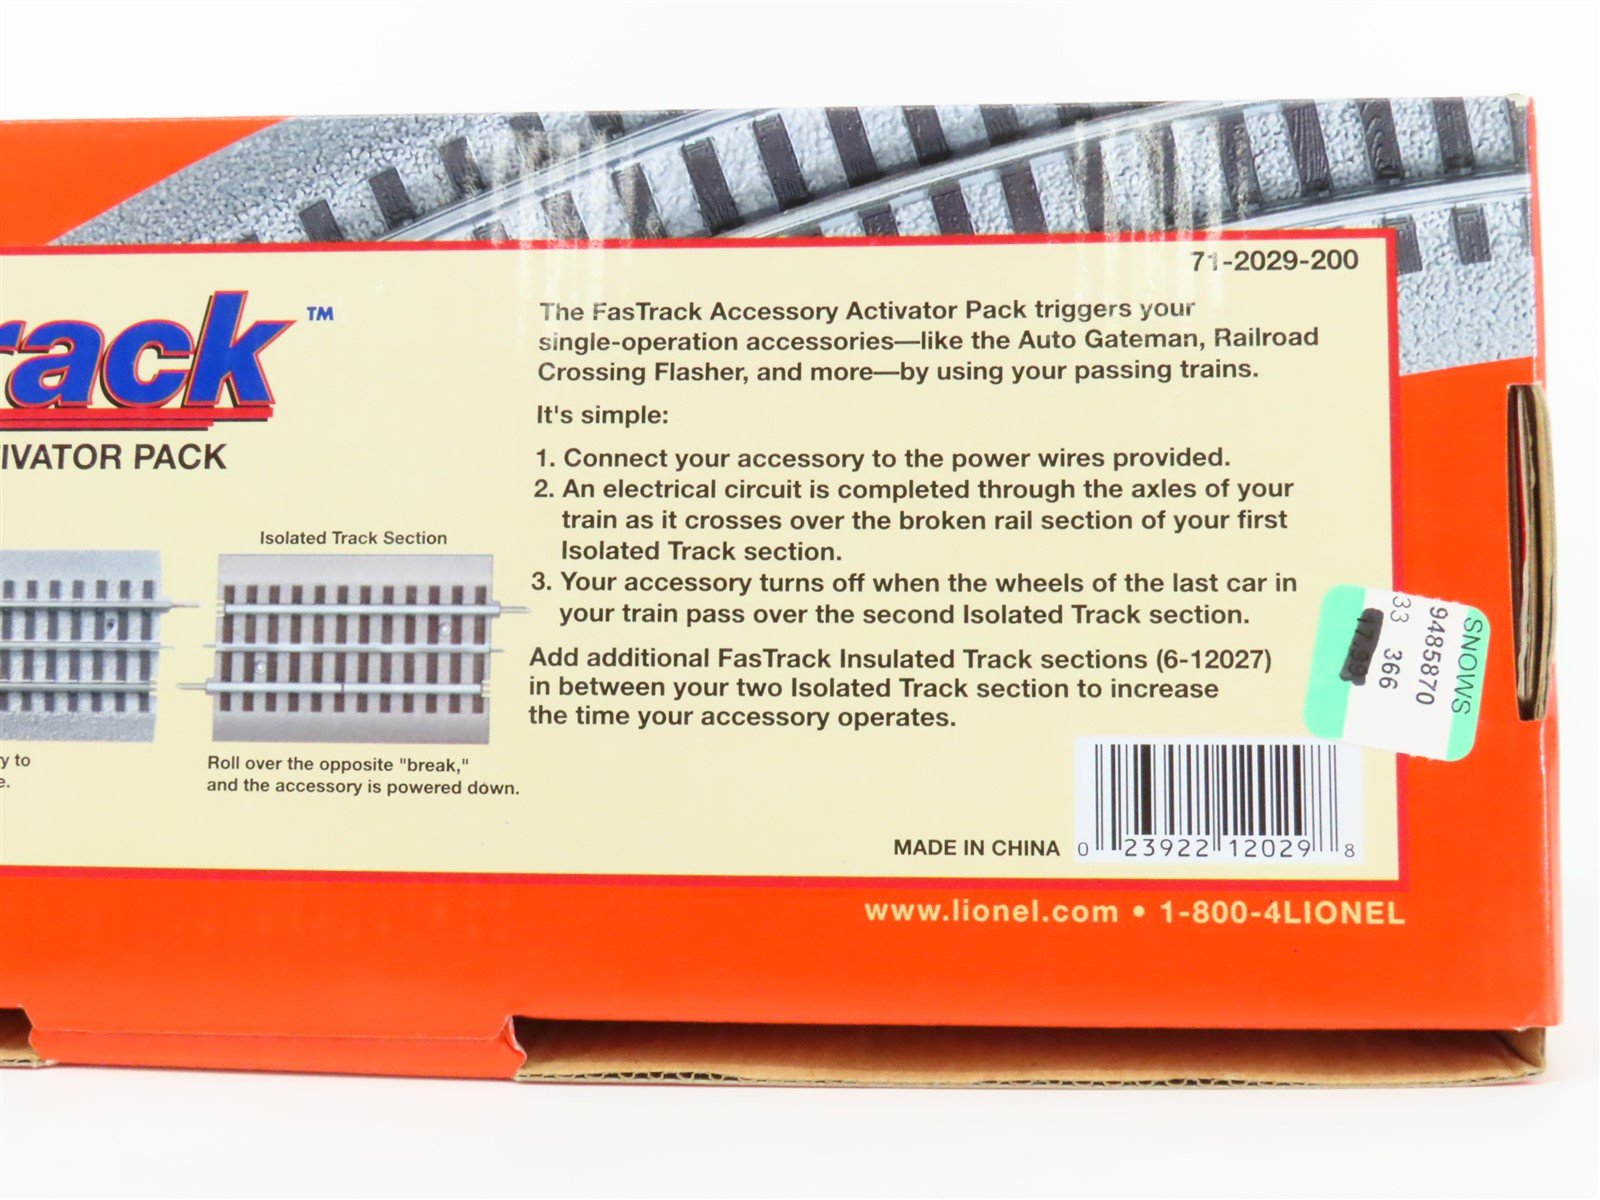 71-2029-200
rack ™
TIVATOR PACK
The FasTrack Accessory Activator Pack triggers your
single-operation accessories—like the Auto Gateman, Railroad
Crossing Flasher, and more—by using your passing trains.
It's simple:
1. Connect your accessory to the power wires provided.
2. An electrical circuit is completed through the axles of your
train as it crosses over the broken rail section of your first
Isolated Track section.
3. Your accessory turns off when the wheels of the last car in
your train pass over the second Isolated Track section.
Add additional FasTrack Insulated Track sections (6-12027)
in between your two Isolated Track section to increase
the time your accessory operates.
Isolated Track Section
y to
e.
Roll over the opposite "break,"
and the accessory is powered down.
SNOWS
9485870
33 366
MADE IN CHINA
0 23922 12029 8
www.lionel.com • 1-800-4LIONEL